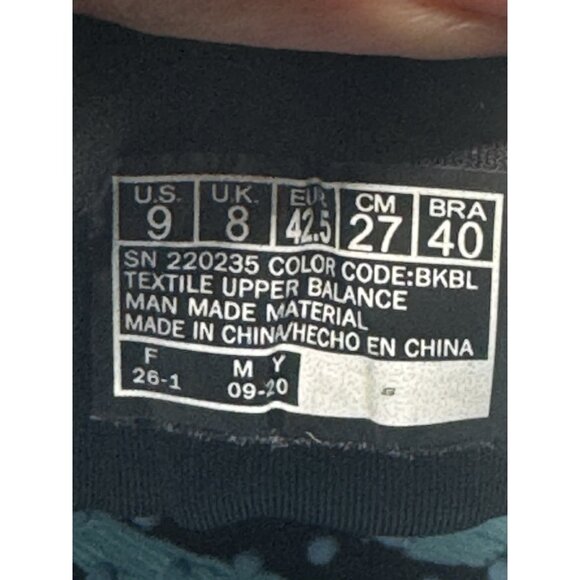 U.S. U.K. EUR CM BRA
9 8 42.5 27 40
SN 220235 COLOR CODE:BKBL
TEXTILE UPPER BALANCE
MAN MADE MATERIAL
MADE IN CHINA/HECHO EN CHINA
F M Y
26-1 09-20